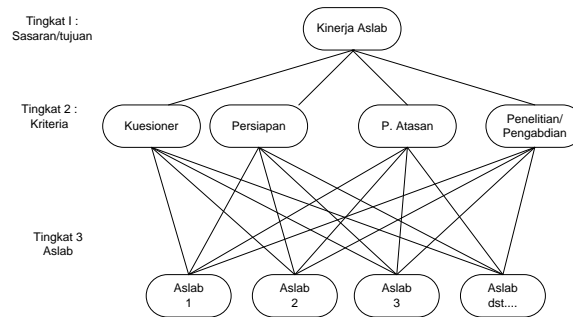 Tingkat I :
Sasaran/tujuan
Kinerja Aslab
Tingkat 2 :
Kriteria
Kuesioner
Persiapan
P. Atasan
Penelitian/
Pengabdian
Tingkat 3
Aslab
Aslab
1
Aslab
2
Aslab
3
Aslab
dst....